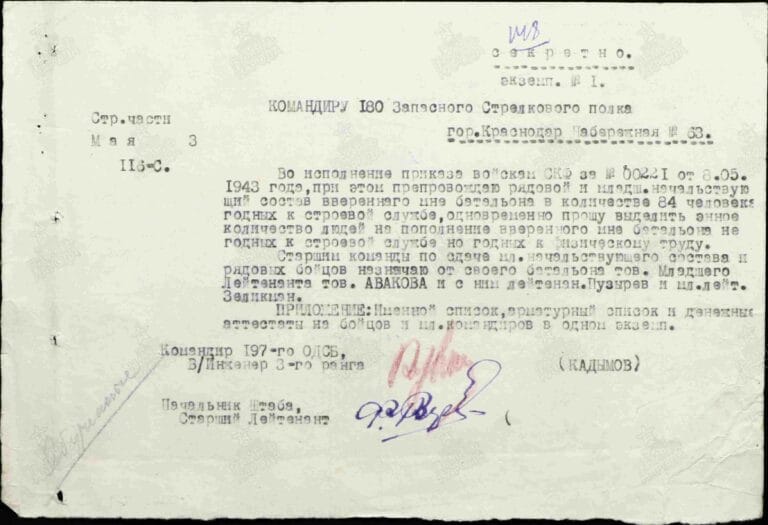 секретно.
экземп. № I.
КОМАНДИРУ I80 Запасного Стрелкового полка
Стр.части
гор.Краснодар Набережная № 63.
Мая 3
II6-С.
Во исполнение приказа войскам СКФ за № 00221 от 8.05.
1943 года,при этом препровождаю рядовой и младш.начальствую
щий состав вверенного мне батальона в количестве 84 человека
годных к строевой службе,одновременно прошу выделить энное
количество людей на пополнение вверенного мне батальона не
годных к строевой службе но годных к физическому труду.
Старшим команды по сдаче мл.начальствующего состава и
рядовых бойцов назначаю от своего батальона тов. Младшего
Лейтенанта тов. АВАКОВА и с ним лейтенан.Пузырев и мл.лейт.
Зеликман.
ПРИЛОЖЕНИЕ:Именной список,арматурный список и денежные
аттестаты на бойцов и мл.командиров в одном экземп.
Командир I97-го ОДСБ,
В/Инженер 3-го ранга
(КАДЫМОВ)
Начальник Штаба,
Старший Лейтенант
(